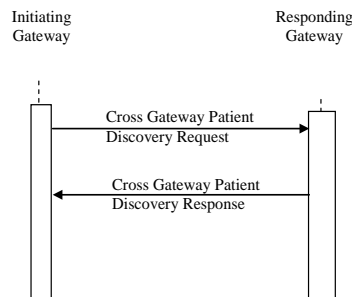 Initiating
Gateway
Responding
Gateway
Cross Gateway Patient
Discovery Request
Cross Gateway Patient
Discovery Response